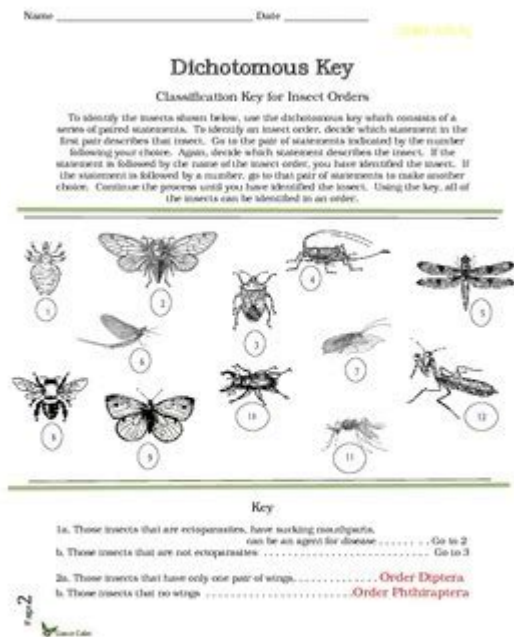 Name Date
Dichotomous Key
Classification Key for Insect Orders
To identify the insects shown below, use the dichotomous key which consists of a
series of paired statements. To identify an insect order, decide which statement in the
first pair describes that insect. Go to the pair of statements indicated by the number
following your choice. Again, decide which statement describes the insect. If the
statement is followed by the name of the insect order, you have identified the insect. If
the statement is followed by a number, go to that pair of statements to make another
choice. Continue the process until you have identified the insect. Using the key, all of
the insects can be identified in an order.
1
2
3
4
5
6
7
8
9
10
11
12
Key
1a. Those insects that are ectoparasites, have sucking mouthparts,
can be an agent for disease . . . . . . . Go to 2
b. Those insects that are not ectoparasites . . . . . . . . . . . . . . . . . . . . . . . Go to 3
2a. Those insects that have only one pair of wings. . . . . . . . . . . . Order Diptera
b. Those insects that no wings . . . . . . . . . . . . . . . . . . . . .Order Phthiraptera
Page 2